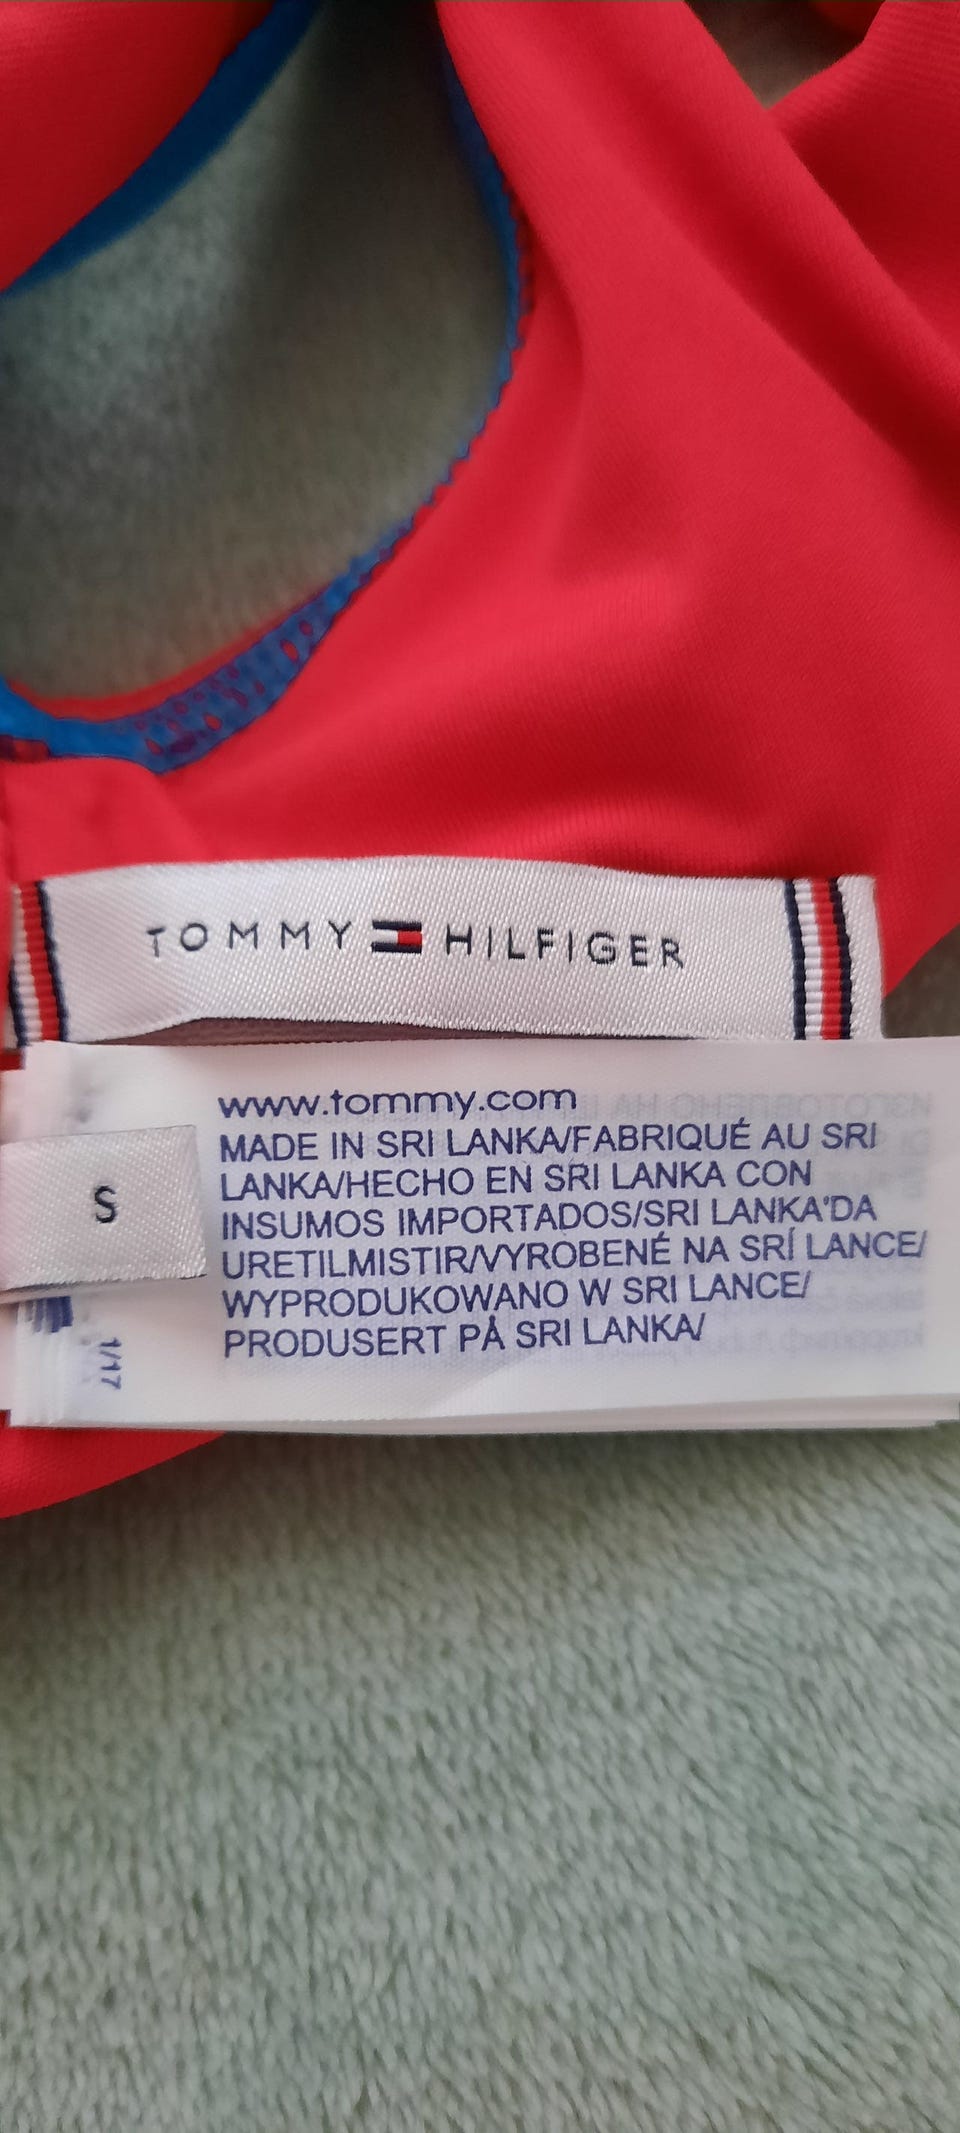 TOMMY HILFIGER
www.tommy.com
MADE IN SRI LANKA/FABRIQUÉ AU SRI
LANKA/HECHO EN SRI LANKA CON
INSUMOS IMPORTADOS/SRI LANKA'DA
URETILMISTIR/VYROBENÉ NA SRÍ LANCE/
WYPRODUKOWANO W SRI LANCE/
PRODUSERT PÅ SRI LANKA/
S
1/17